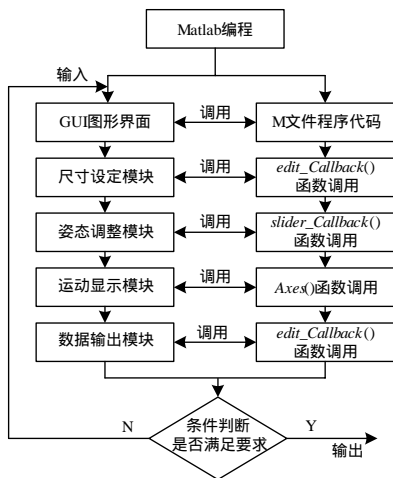 Matlab编程
输入
GUI图形界面
调用
M文件程序代码
尺寸设定模块
调用
edit_Callback()
函数调用
姿态调整模块
调用
slider_Callback()
函数调用
运动显示模块
调用
Axes()函数调用
数据输出模块
调用
edit_Callback()
函数调用
N
条件判断
是否满足要求
Y
输出